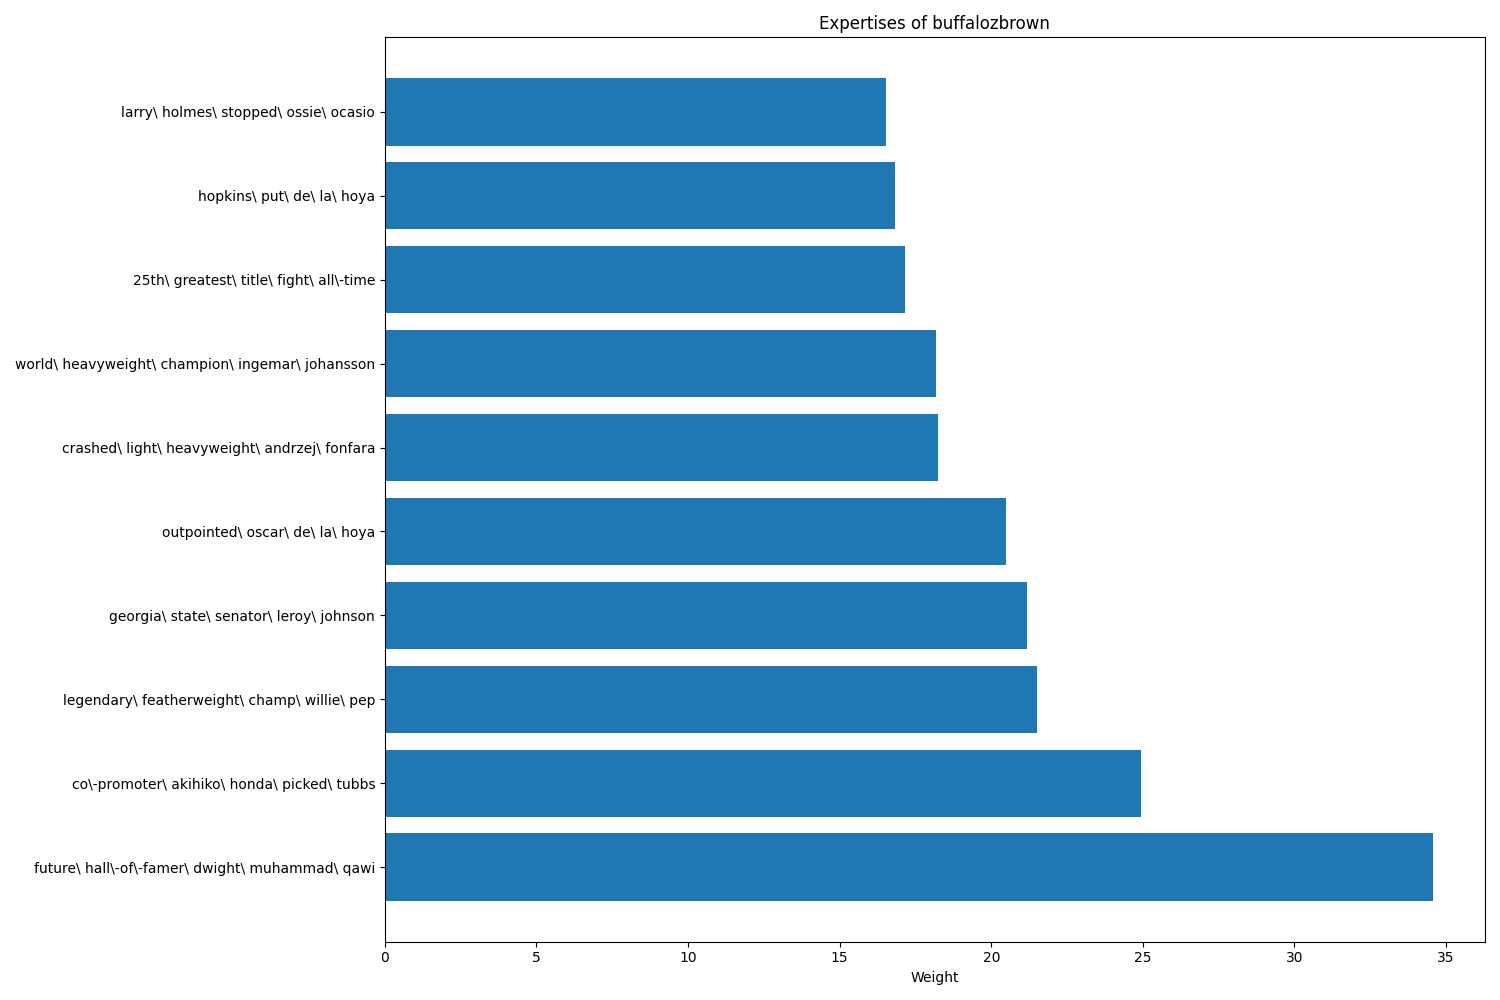 Expertises of buffalozbrown
larry\ holmes\ stopped\ ossie\ ocasio
hopkins\ put\ de\ la\ hoya
25th\ greatest\ title\ fight\ all\-time
world\ heavyweight\ champion\ ingemar\ johansson
crashed\ light\ heavyweight\ andrzej\ fonfara
outpointed\ oscar\ de\ la\ hoya
georgia\ state\ senator\ leroy\ johnson
legendary\ featherweight\ champ\ willie\ pep
co\-promoter\ akihiko\ honda\ picked\ tubbs
future\ hall\-of\-famer\ dwight\ muhammad\ qawi
0 5 10 15 20 25 30 35
Weight